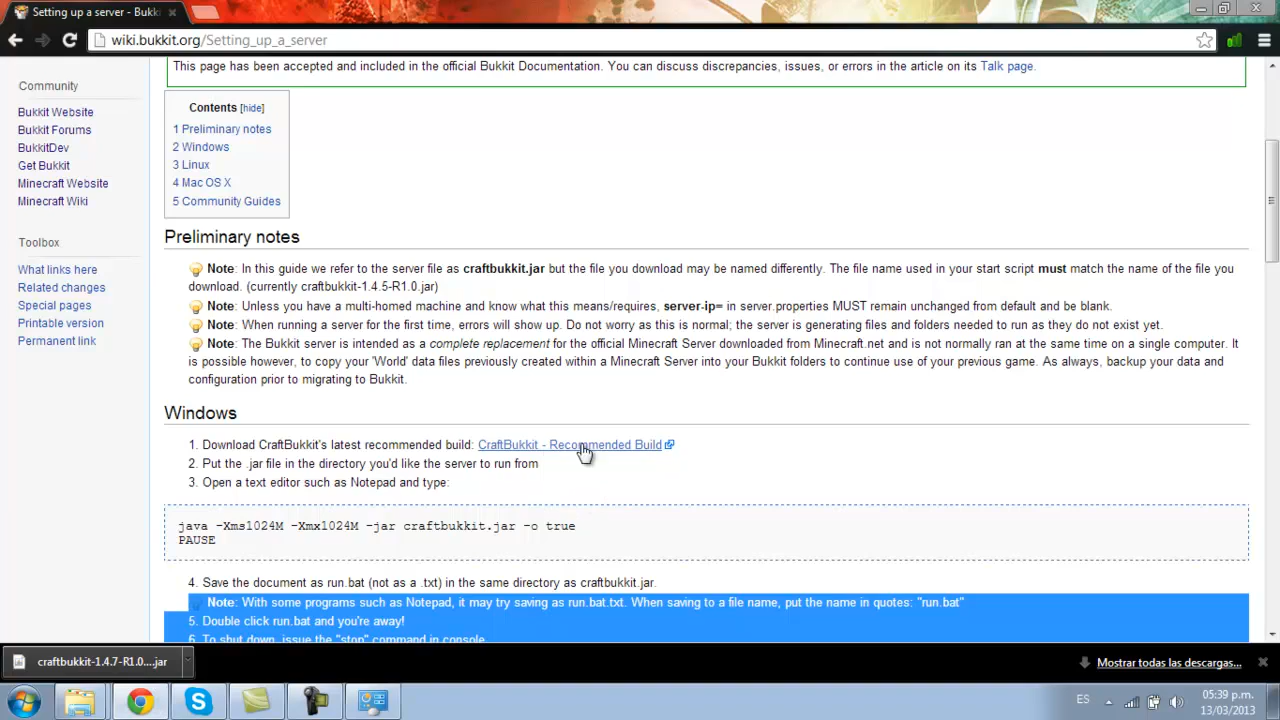 Setting up a server - Bukk
wiki.bukkit.org/Setting_up_a_server
This page has been accepted and included in the official Bukkit Documentation. You can discuss discrepancies, issues, or errors in the article on its Talk page.
Community
Bukkit Website
Bukkit Forums
BukkitDev
Get Bukkit
Minecraft Website
Minecraft Wiki
Toolbox
What links here
Related changes
Special pages
Printable version
Permanent link
Contents [hide]
1 Preliminary notes
2 Windows
3 Linux
4 Mac OS X
5 Community Guides
Preliminary notes
Note: In this guide we refer to the server file as craftbukkit.jar but the file you download may be named differently. The file name used in your start script must match the name of the file you
download. (currently craftbukkit-1.4.5-R1.0.jar)
Note: Unless you have a multi-homed machine and know what this means/requires, server-ip= in server.properties MUST remain unchanged from default and be blank.
Note: When running a server for the first time, errors will show up. Do not worry as this is normal; the server is generating files and folders needed to run as they do not exist yet.
Note: The Bukkit server is intended as a complete replacement for the official Minecraft Server downloaded from Minecraft.net and is not normally ran at the same time on a single computer. It
is possible however, to copy your 'World' data files previously created within a Minecraft Server into your Bukkit folders to continue use of your previous game. As always, backup your data and
configuration prior to migrating to Bukkit.
Windows
1. Download CraftBukkit's latest recommended build: CraftBukkit - Recommended Build
2. Put the .jar file in the directory you'd like the server to run from
3. Open a text editor such as Notepad and type:
java -Xms1024M -Xmx1024M -jar craftbukkit.jar -o true
PAUSE
4. Save the document as run.bat (not as a .txt) in the same directory as craftbukkit.jar.
Note: With some programs such as Notepad, it may try saving as run.bat.txt. When saving to a file name, put the name in quotes: "run.bat"
5. Double click run.bat and you're away!
6. To shut down, issue the "stop" command in console
craftbukkit-1.4.7-R1.0....jar
Mostrar todas las descargas...
ES
05:39 p.m.
13/03/2013